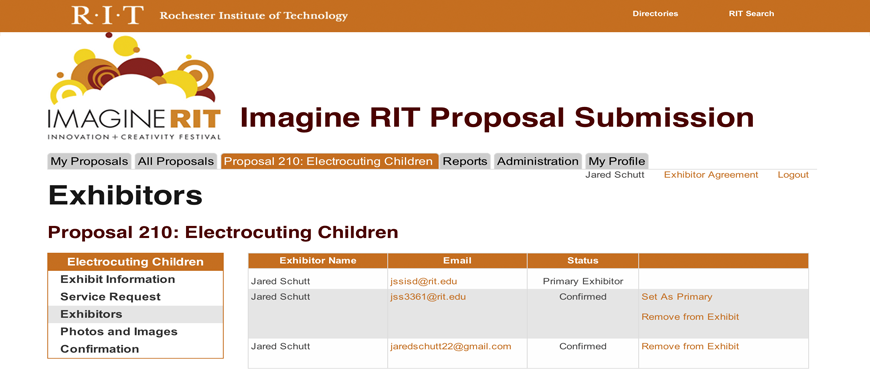 R·I·T Rochester Institute of Technology Directories RIT Search
IMAGINE RIT
INNOVATION + CREATIVITY FESTIVAL
Imagine RIT Proposal Submission
My Proposals All Proposals Proposal 210: Electrocuting Children Reports Administration My Profile
Jared Schutt Exhibitor Agreement Logout
Exhibitors
Proposal 210: Electrocuting Children
Electrocuting Children
Exhibit Information
Service Request
Exhibitors
Photos and Images
Confirmation
Exhibitor Name Email Status
Jared Schutt jssisd@rit.edu Primary Exhibitor
Jared Schutt jss3361@rit.edu Confirmed Set As Primary
Remove from Exhibit
Jared Schutt jaredschutt22@gmail.com Confirmed Remove from Exhibit